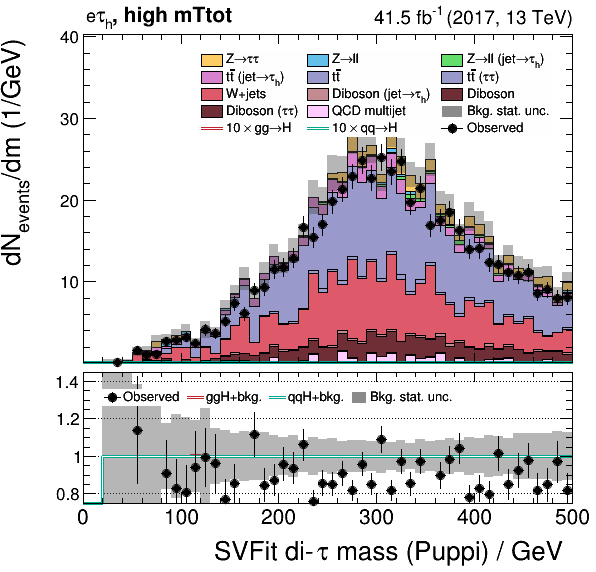 eτh, high mTtot 41.5 fb-1 (2017, 13 TeV)
dNevents/dm (1/GeV)
40
30
20
10
0
Z→ττ Z→ll Z→ll (jet→τh)
tt̄ (jet→τh) tt̄ tt̄ (ττ)
W+jets Diboson (jet→τh) Diboson
Diboson (ττ) QCD multijet Bkg. stat. unc.
10 × gg→H 10 × qq→H Observed
1.4
1.2
1
0.8
Observed ggH+bkg. qqH+bkg. Bkg. stat. unc.
0 100 200 300 400 500
SVFit di-τ mass (Puppi) / GeV